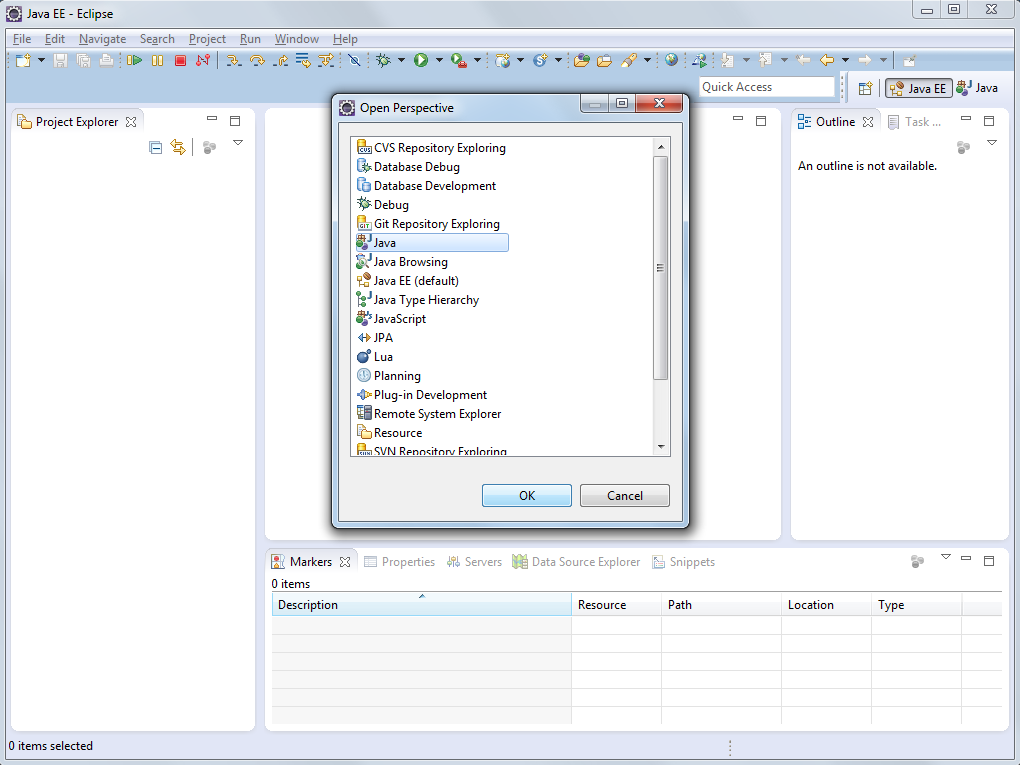 Java EE - Eclipse
File Edit Navigate Search Project Run Window Help
Quick Access
Java EE
Java
Project Explorer
Open Perspective
CVS Repository Exploring
Database Debug
Database Development
Debug
Git Repository Exploring
Java
Java Browsing
Java EE (default)
Java Type Hierarchy
JavaScript
JPA
Lua
Planning
Plug-in Development
Remote System Explorer
Resource
SVN Repository Exploring
OK Cancel
Outline Task ...
An outline is not available.
Markers Properties Servers Data Source Explorer Snippets
0 items
Description Resource Path Location Type
0 items selected